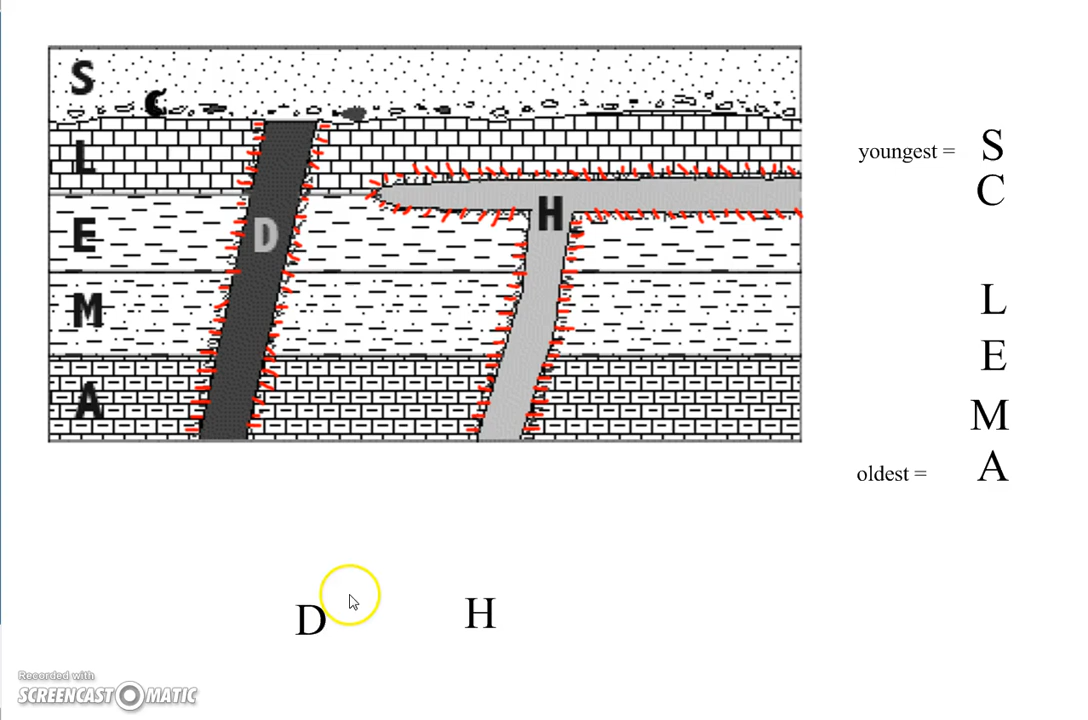 S
C
L
E
M
A
D
H
youngest = S
C
L
E
M
oldest = A
D H
Recorded with
SCREENCAST-O-MATIC